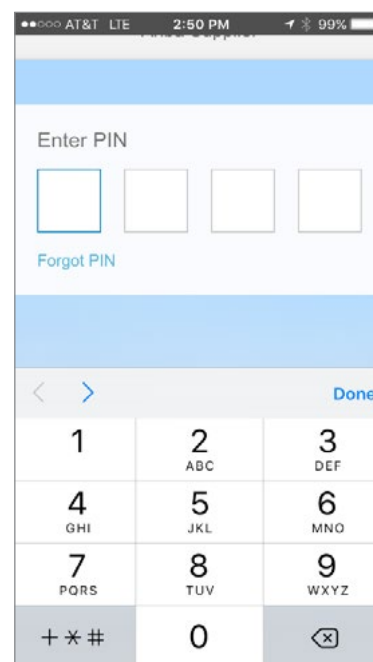 AT&T LTE 2:50 PM 99%
Enter PIN
Forgot PIN
Done
1 2 3
ABC DEF
4 5 6
GHI JKL MNO
7 8 9
PQRS TUV WXYZ
+*# 0